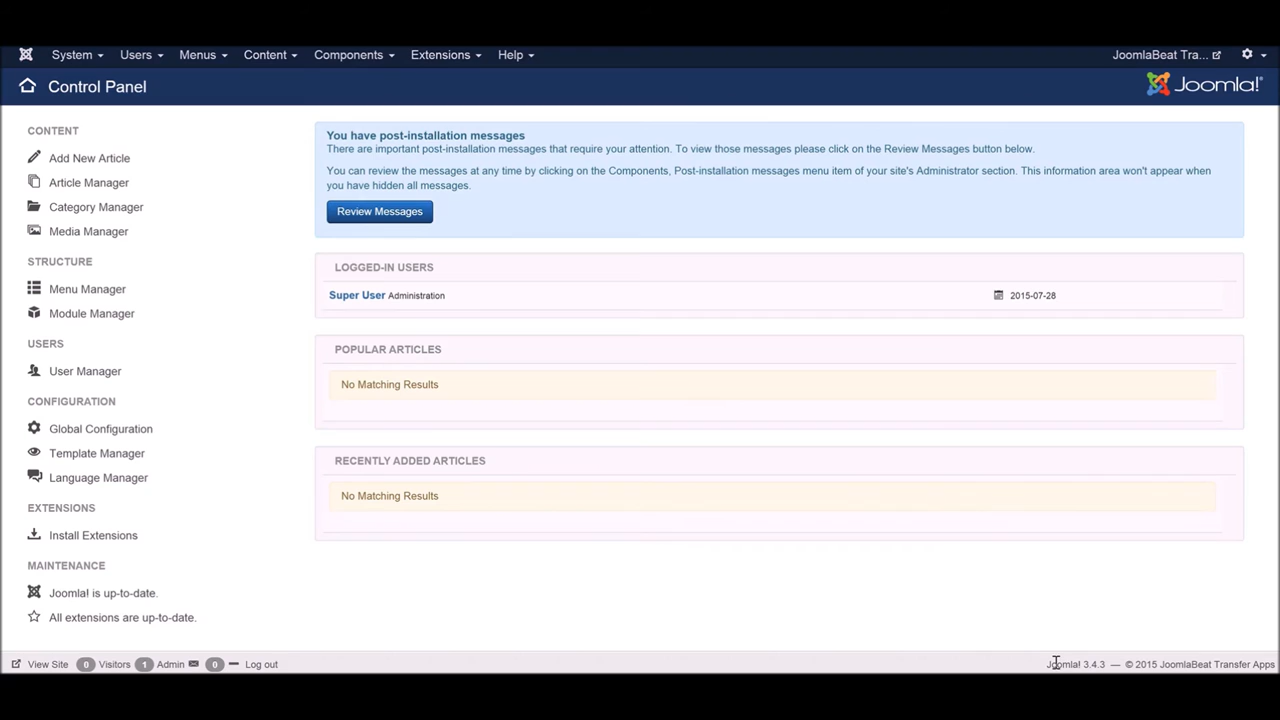 System Users Menus Content Components Extensions Help JoomlaBeat Tra...
Control Panel Joomla!®
CONTENT
Add New Article
Article Manager
Category Manager
Media Manager
STRUCTURE
Menu Manager
Module Manager
USERS
User Manager
CONFIGURATION
Global Configuration
Template Manager
Language Manager
EXTENSIONS
Install Extensions
MAINTENANCE
Joomla! is up-to-date.
All extensions are up-to-date.
You have post-installation messages
There are important post-installation messages that require your attention. To view those messages please click on the Review Messages button below.
You can review the messages at any time by clicking on the Components, Post-installation messages menu item of your site's Administrator section. This information area won't appear when
you have hidden all messages.
Review Messages
LOGGED-IN USERS
Super User Administration 2015-07-28
POPULAR ARTICLES
No Matching Results
RECENTLY ADDED ARTICLES
No Matching Results
View Site 0 Visitors 1 Admin 0 Log out Joomla! 3.4.3 — © 2015 JoomlaBeat Transfer Apps